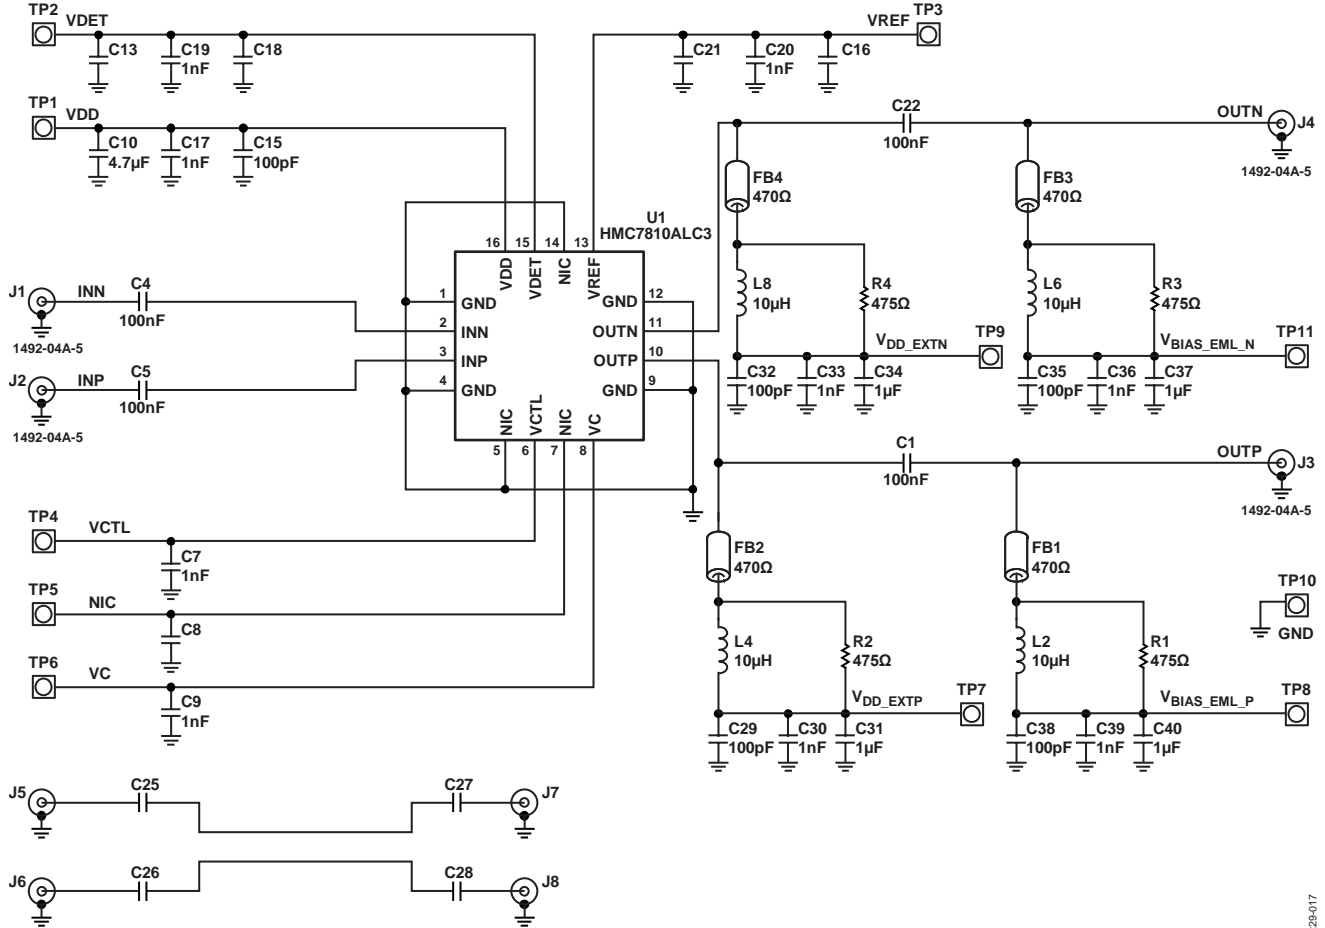 TP2
VDET
C13
C19
1nF
C18
VREF
TP3
C21
C20
1nF
C16
TP1
VDD
C10
4.7µF
C17
1nF
C15
100pF
C22
100nF
OUTN
J4
1492-04A-5
FB4
470Ω
FB3
470Ω
U1
HMC7810ALC3
16 15 14 13
VDD
VDET
NIC
VREF
1
GND
2
INN
3
INP
4
GND
12
GND
11
OUTN
10
OUTP
9
GND
NIC
VCTL
NIC
VC
5 6 7 8
J1
INN
C4
100nF
1492-04A-5
J2
INP
C5
100nF
1492-04A-5
L8
10µH
R4
475Ω
VDD_EXTN
TP9
C32
100pF
C33
1nF
C34
1µF
L6
10µH
R3
475Ω
VBIAS_EML_N
TP11
C35
100pF
C36
1nF
C37
1µF
C1
100nF
OUTP
J3
1492-04A-5
TP4
VCTL
C7
1nF
TP5
NIC
C8
TP6
VC
C9
1nF
FB2
470Ω
FB1
470Ω
TP10
GND
L4
10µH
R2
475Ω
VDD_EXTP
TP7
C29
100pF
C30
1nF
C31
1µF
L2
10µH
R1
475Ω
VBIAS_EML_P
TP8
C38
100pF
C39
1nF
C40
1µF
J5
C25
C27
J7
J6
C26
C28
J8
29-017